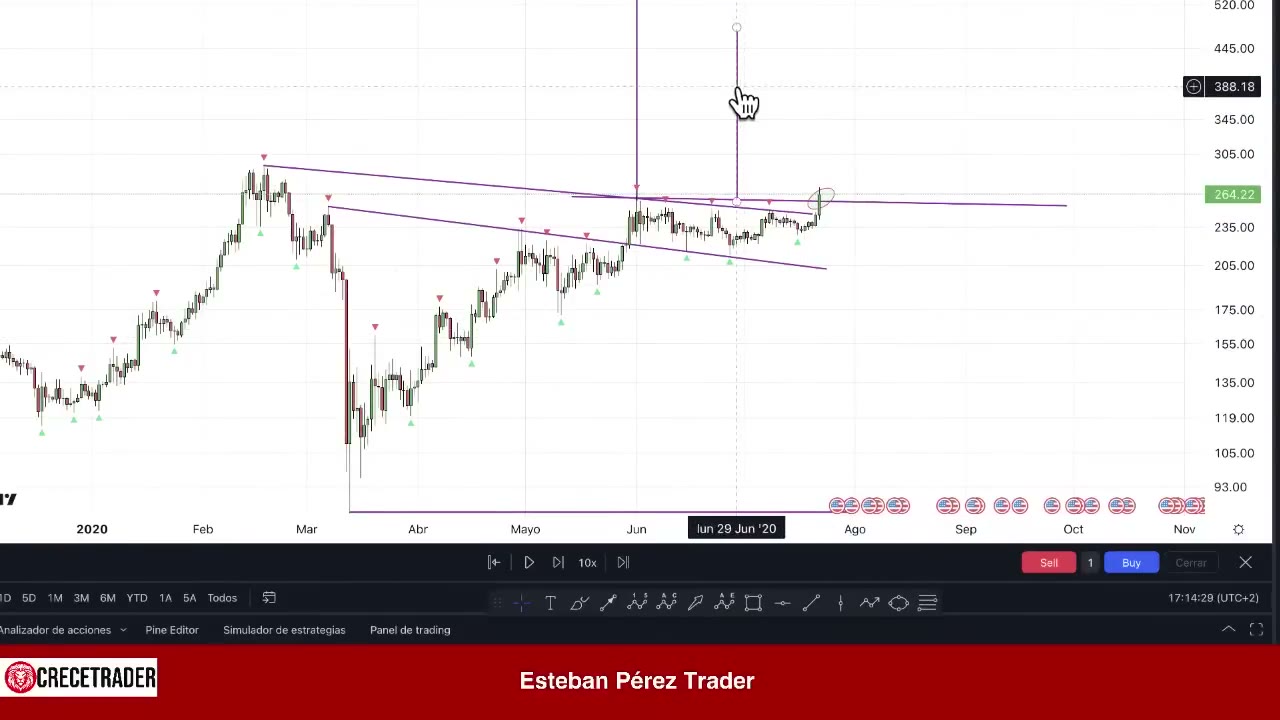 520.00
445.00
388.18
345.00
305.00
264.22
235.00
205.00
175.00
155.00
135.00
119.00
105.00
93.00
2020 Feb Mar Abr Mayo Jun lun 29 Jun '20 Ago Sep Oct Nov
10x Sell 1 Buy Cerrar
1D 5D 1M 3M 6M YTD 1A 5A Todos 17:14:29 (UTC+2)
Analizador de acciones Pine Editor Simulador de estrategias Panel de trading
CRECETRADER
Esteban Pérez Trader